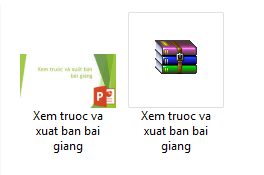 Xem truoc va xuat ban bai
giang
P
Xem truoc va
xuat ban bai
giang
Xem truoc va
xuat ban bai
giang